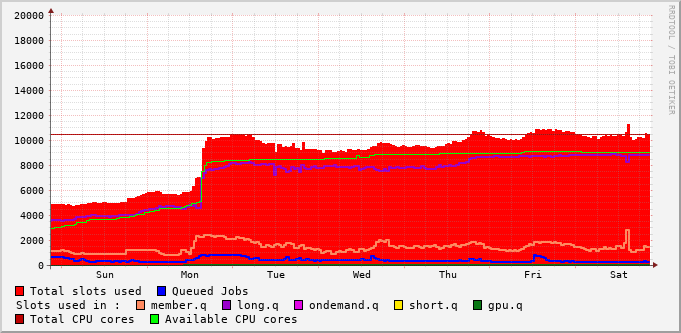 20000
18000
16000
14000
12000
10000
8000
6000
4000
2000
0
Sun Mon Tue Wed Thu Fri Sat
RRDTOOL / TOBI OETIKER
Total slots used Queued Jobs
Slots used in : member.q long.q ondemand.q short.q gpu.q
Total CPU cores Available CPU cores